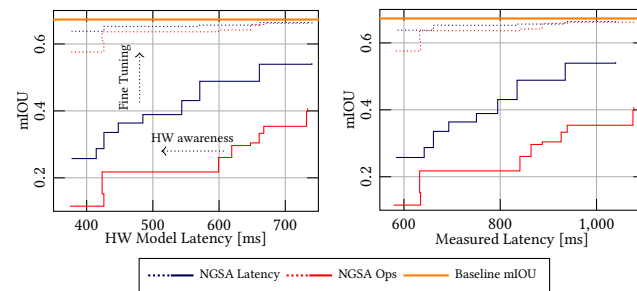 mIOU
0.6
0.4
0.2
Fine Tuning
HW awareness
400 500 600 700
HW Model Latency [ms]
mIOU
0.6
0.4
0.2
600 800 1,000
Measured Latency [ms]
NGSA Latency NGSA Ops Baseline mIOU